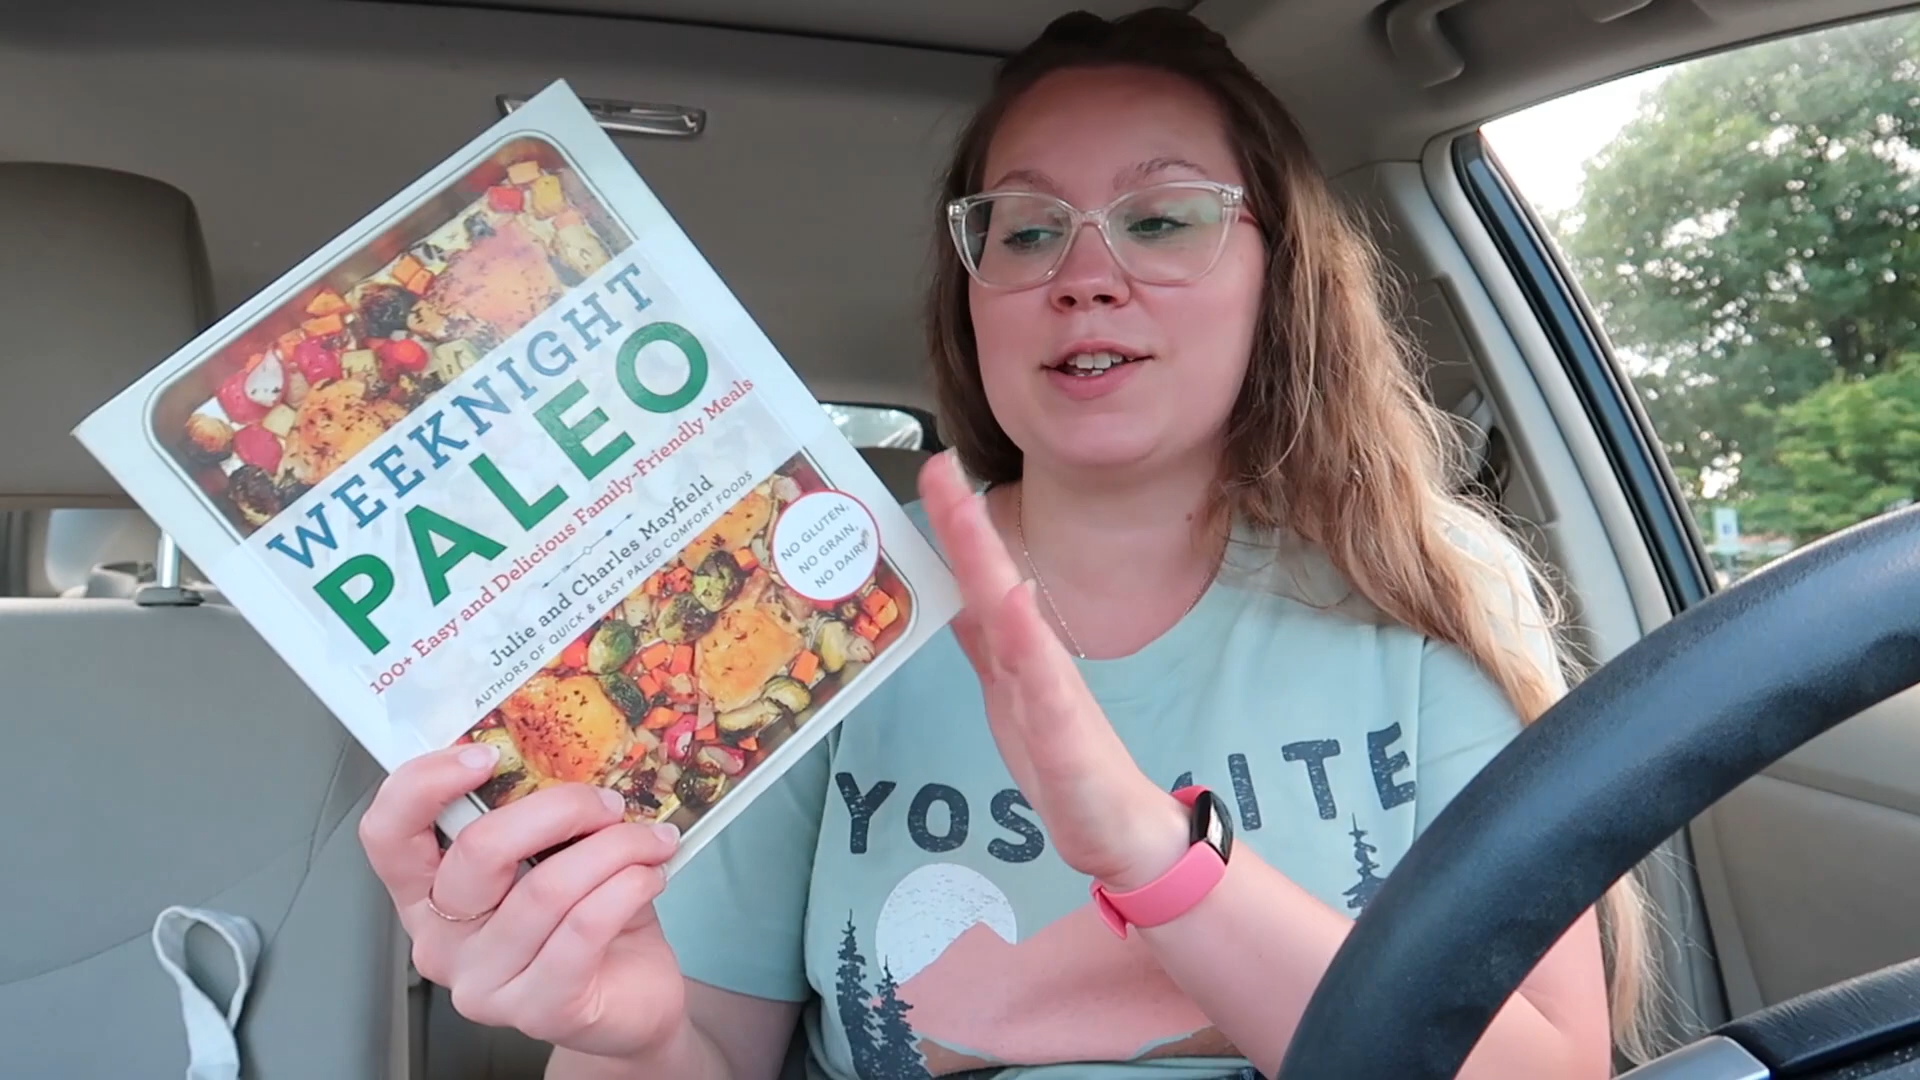 WEEKNIGHT
PALEO
100+ Easy and Delicious Family-Friendly Meals
Julie and Charles Mayfield
AUTHORS OF QUICK & EASY PALEO COMFORT FOODS
NO GLUTEN,
NO GRAIN,
NO DAIRY
YOS ITE